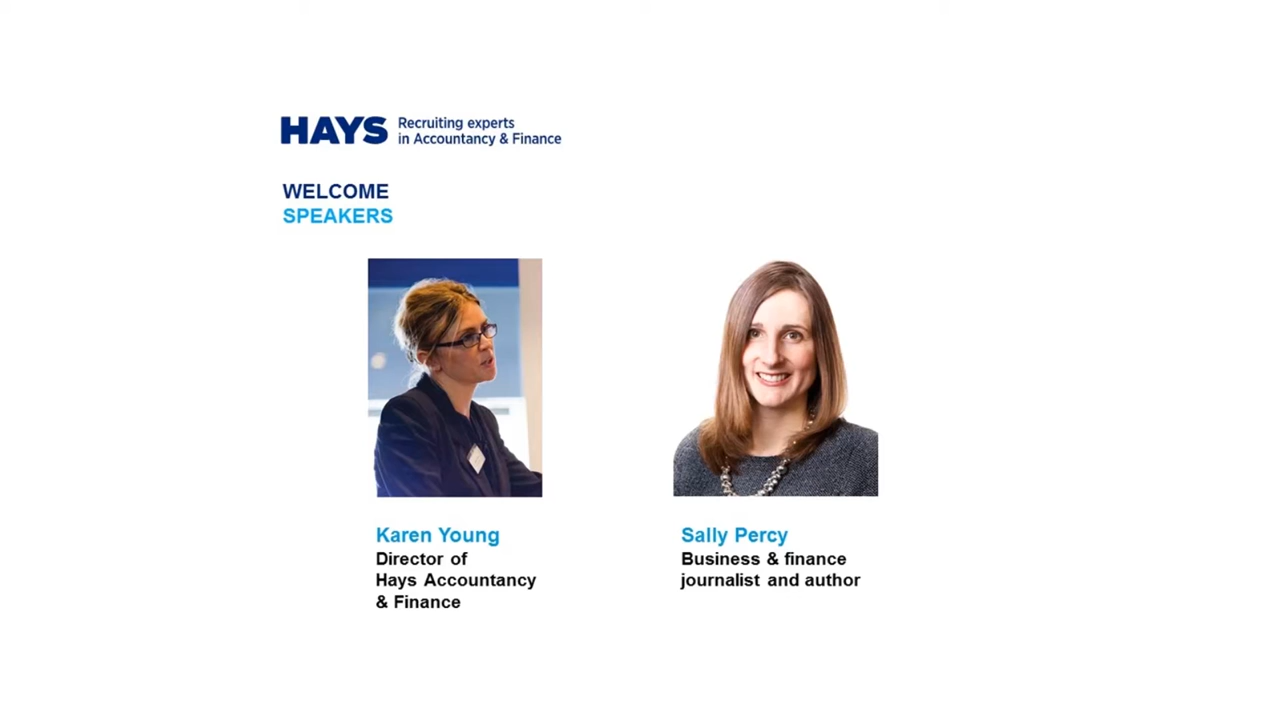 HAYS Recruiting experts
in Accountancy & Finance
WELCOME
SPEAKERS
Karen Young
Director of
Hays Accountancy
& Finance
Sally Percy
Business & finance
journalist and author